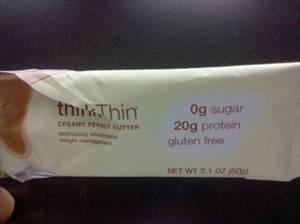 thinkThin
CREAMY PEANUT BUTTER
deliciously wholesome
weight management
0g sugar
20g protein
gluten free
NET WT 2.1 OZ (60g)